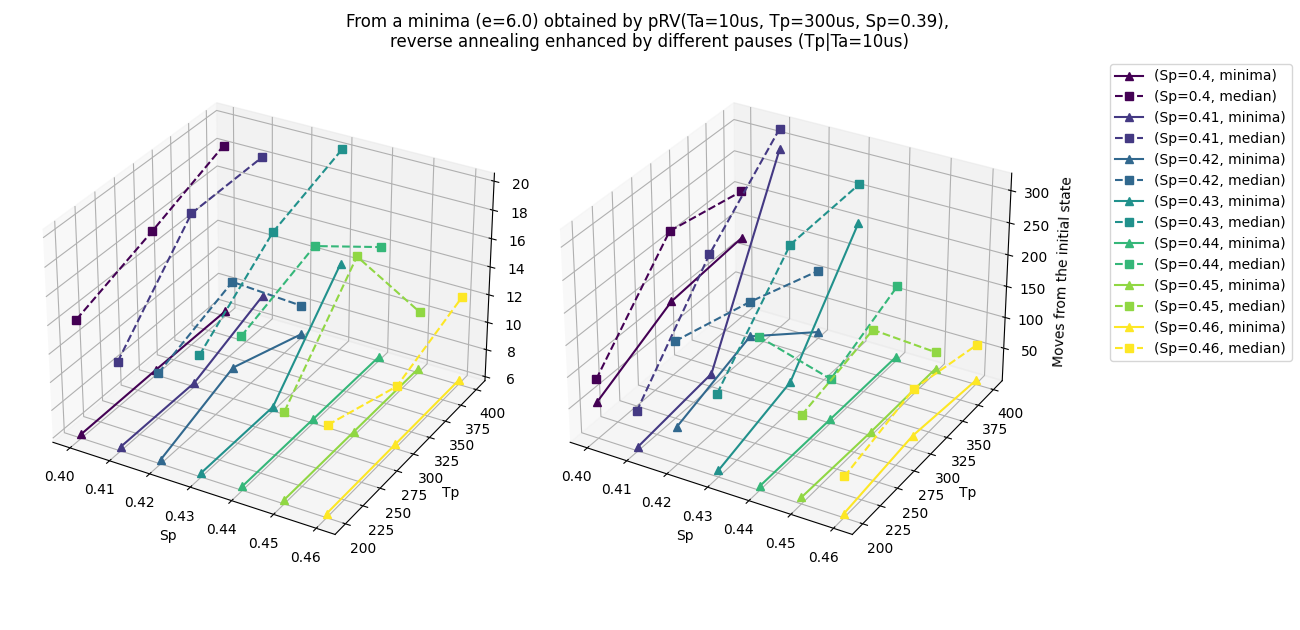 From a minima (e=6.0) obtained by pRV(Ta=10us, Tp=300us, Sp=0.39),
reverse annealing enhanced by different pauses (Tp|Ta=10us)
20
18
16
14
12
10
8
6
0.40
0.41
0.42
0.43
0.44
0.45
0.46
Sp
200
225
250
275
300
325
350
375
400
Tp
300
250
200
150
100
50
Moves from the initial state
0.40
0.41
0.42
0.43
0.44
0.45
0.46
Sp
200
225
250
275
300
325
350
375
400
Tp
(Sp=0.4, minima)
(Sp=0.4, median)
(Sp=0.41, minima)
(Sp=0.41, median)
(Sp=0.42, minima)
(Sp=0.42, median)
(Sp=0.43, minima)
(Sp=0.43, median)
(Sp=0.44, minima)
(Sp=0.44, median)
(Sp=0.45, minima)
(Sp=0.45, median)
(Sp=0.46, minima)
(Sp=0.46, median)